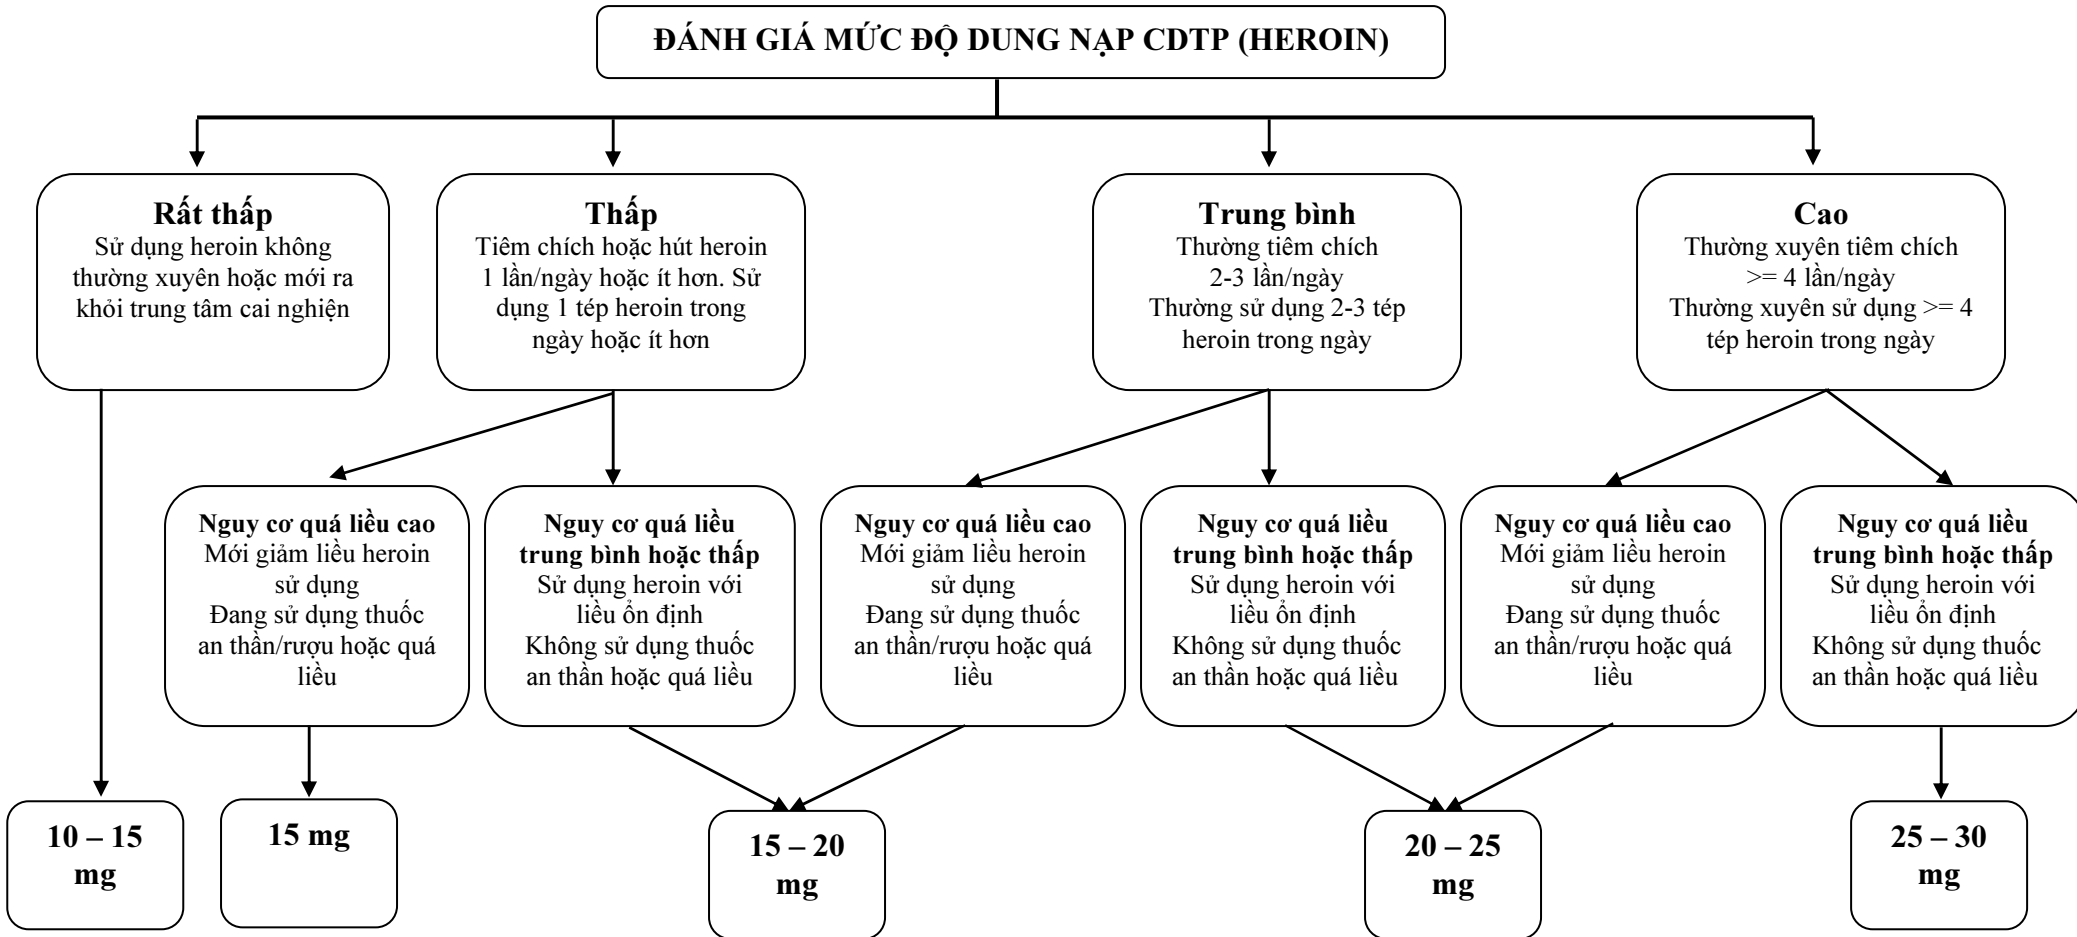 ĐÁNH GIÁ MỨC ĐỘ DUNG NẠP CDTP (HEROIN)
Rất thấp
Sử dụng heroin không
thường xuyên hoặc mới ra
khỏi trung tâm cai nghiện
Thấp
Tiêm chích hoặc hút heroin
1 lần/ngày hoặc ít hơn. Sử
dụng 1 tép heroin trong
ngày hoặc ít hơn
Trung bình
Thường tiêm chích
2-3 lần/ngày
Thường sử dụng 2-3 tép
heroin trong ngày
Cao
Thường xuyên tiêm chích
>= 4 lần/ngày
Thường xuyên sử dụng >= 4
tép heroin trong ngày
Nguy cơ quá liều cao
Mới giảm liều heroin
sử dụng
Đang sử dụng thuốc
an thần/rượu hoặc quá
liều
Nguy cơ quá liều
trung bình hoặc thấp
Sử dụng heroin với
liều ổn định
Không sử dụng thuốc
an thần hoặc quá liều
Nguy cơ quá liều cao
Mới giảm liều heroin
sử dụng
Đang sử dụng thuốc
an thần/rượu hoặc quá
liều
Nguy cơ quá liều
trung bình hoặc thấp
Sử dụng heroin với
liều ổn định
Không sử dụng thuốc
an thần hoặc quá liều
Nguy cơ quá liều cao
Mới giảm liều heroin
sử dụng
Đang sử dụng thuốc
an thần/rượu hoặc quá
liều
Nguy cơ quá liều
trung bình hoặc thấp
Sử dụng heroin với
liều ổn định
Không sử dụng thuốc
an thần hoặc quá liều
10 – 15
mg
15 mg
15 – 20
mg
20 – 25
mg
25 – 30
mg